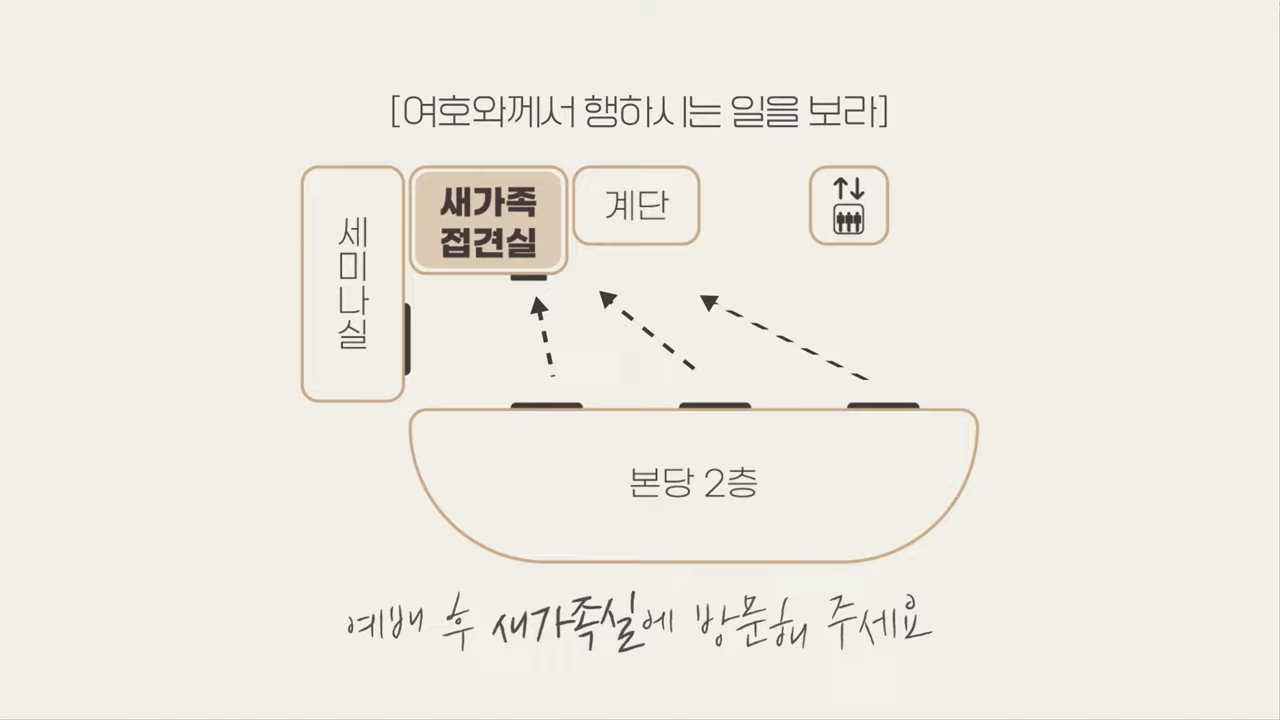 [여호와께서 행하시는 일을 보라]
세미나실
새가족
접견실
계단
본당 2층
예배 후 새가족실에 방문해 주세요